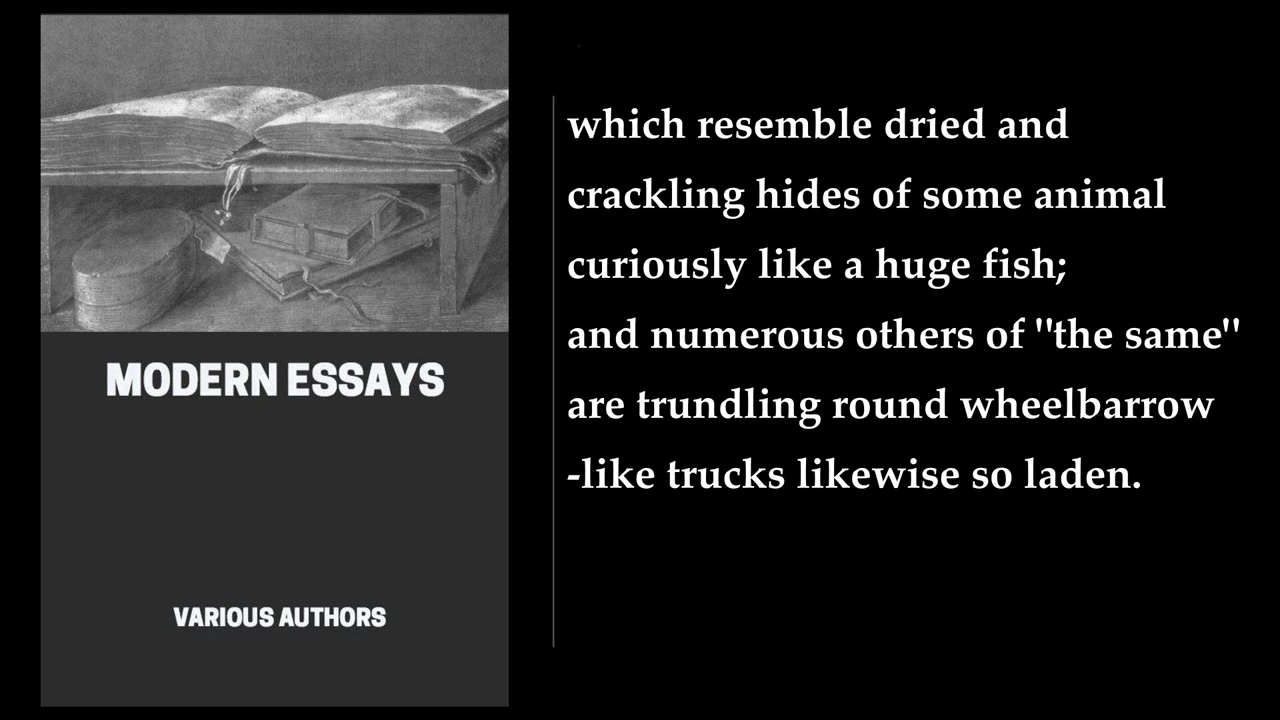 MODERN ESSAYS
VARIOUS AUTHORS
which resemble dried and
crackling hides of some animal
curiously like a huge fish;
and numerous others of "the same"
are trundling round wheelbarrow
-like trucks likewise so laden.